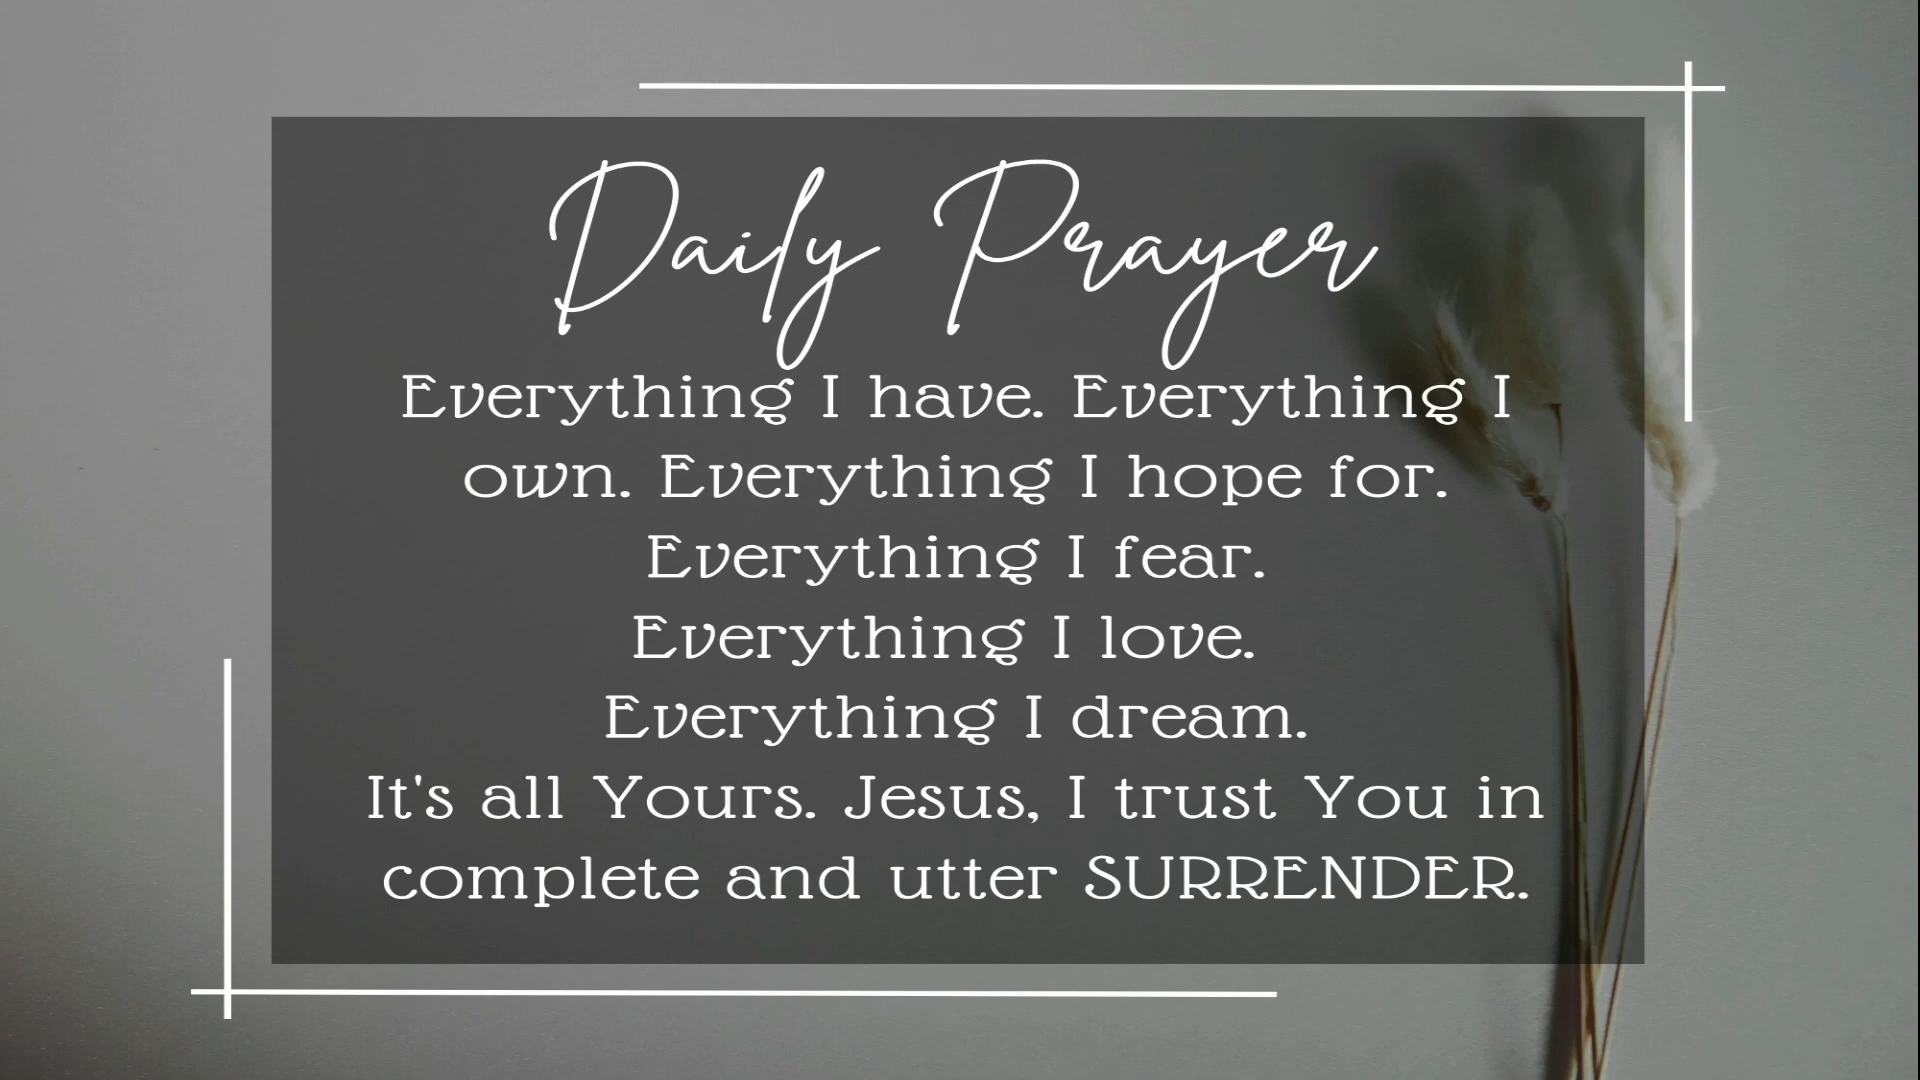 Daily Prayer
Everything I have. Everything I
own. Everything I hope for.
Everything I fear.
Everything I love.
Everything I dream.
It's all Yours. Jesus, I trust You in
complete and utter SURRENDER.